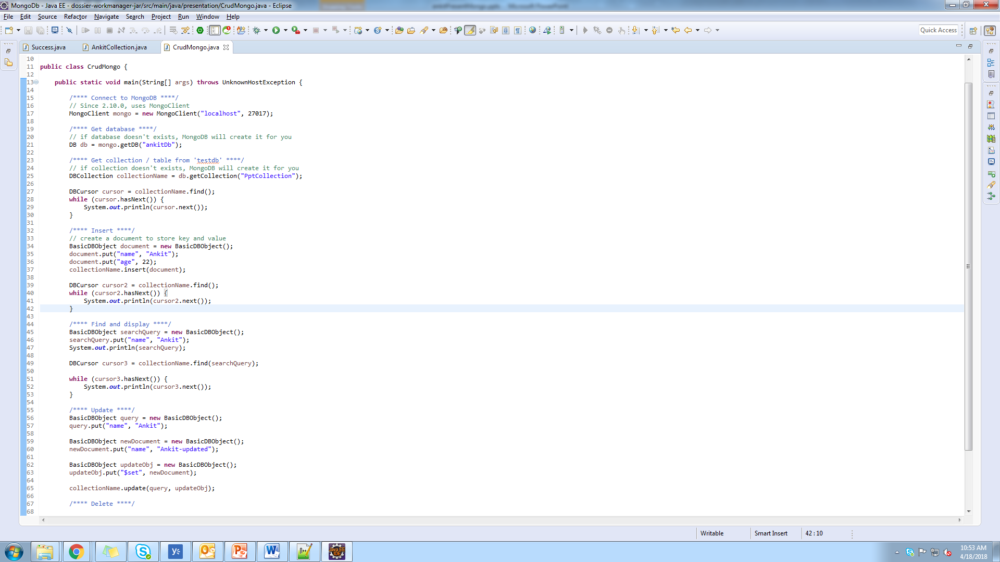 MongoDb - Java EE - dossier-workmanager-jar/src/main/java/presentation/CrudMongo.java - Eclipse
File Edit Source Refactor Navigate Search Project Run Window Help
Quick Access
Success.java AnkitCollection.java CrudMongo.java
10
11 public class CrudMongo {
12
13 public static void main(String[] args) throws UnknownHostException {
14
15 /**** Connect to MongoDB ****/
16 // Since 2.10.0, uses MongoClient
17 MongoClient mongo = new MongoClient("localhost", 27017);
18
19 /**** Get database ****/
20 // if database doesn't exists, MongoDB will create it for you
21 DB db = mongo.getDB("ankitDb");
22
23 /**** Get collection / table from 'testdb' ****/
24 // if collection doesn't exists, MongoDB will create it for you
25 DBCollection collectionName = db.getCollection("PptCollection");
26
27 DBCursor cursor = collectionName.find();
28 while (cursor.hasNext()) {
29 System.out.println(cursor.next());
30 }
31
32 /**** Insert ****/
33 // create a document to store key and value
34 BasicDBObject document = new BasicDBObject();
35 document.put("name", "Ankit");
36 document.put("age", 22);
37 collectionName.insert(document);
38
39 DBCursor cursor2 = collectionName.find();
40 while (cursor2.hasNext()) {
41 System.out.println(cursor2.next());
42 }
43
44 /**** Find and display ****/
45 BasicDBObject searchQuery = new BasicDBObject();
46 searchQuery.put("name", "Ankit");
47 System.out.println(searchQuery);
48
49 DBCursor cursor3 = collectionName.find(searchQuery);
50
51 while (cursor3.hasNext()) {
52 System.out.println(cursor3.next());
53 }
54
55 /**** Update ****/
56 BasicDBObject query = new BasicDBObject();
57 query.put("name", "Ankit");
58
59 BasicDBObject newDocument = new BasicDBObject();
60 newDocument.put("name", "Ankit-updated");
61
62 BasicDBObject updateObj = new BasicDBObject();
63 updateObj.put("$set", newDocument);
64
65 collectionName.update(query, updateObj);
66
67 /**** Delete ****/
68
Writable Smart Insert 42 : 10
Java EE
IDE
10:53 AM
4/18/2018